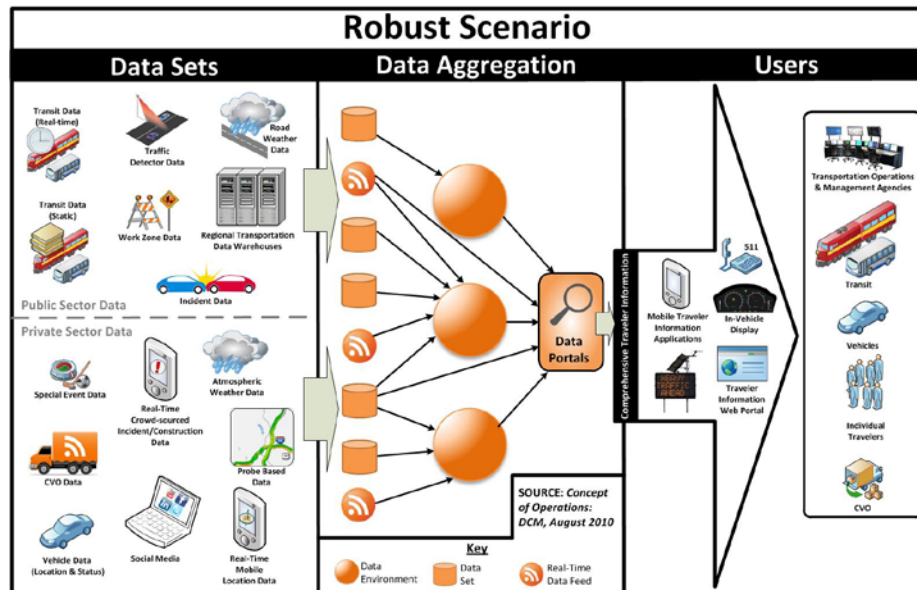 Robust Scenario
Data Sets
Transit Data
(Real-time)
Traffic
Detector Data
Road
Weather
Data
Transit Data
(Static)
Work Zone Data
Regional Transportation
Data Warehouses
Incident Data
Public Sector Data
Private Sector Data
Special Event Data
Real-Time
Crowd-sourced
Incident/Construction
Data
Atmospheric
Weather Data
CVO Data
Probe Based
Data
Vehicle Data
(Location & Status)
Social Media
Real-Time
Mobile
Location Data
Data Aggregation
Data
Portals
SOURCE: Concept
of Operations:
DCM, August 2010
Key
Data
Environment
Data
Set
Real-Time
Data Feed
Users
Comprehensive Traveler Information
511
Mobile Traveler
Information
Applications
In-Vehicle
Display
HEAVY
TRAFFIC
AHEAD
Traveler
Information
Web Portal
Transportation Operations
& Management Agencies
Transit
Vehicles
Individual
Travelers
CVO